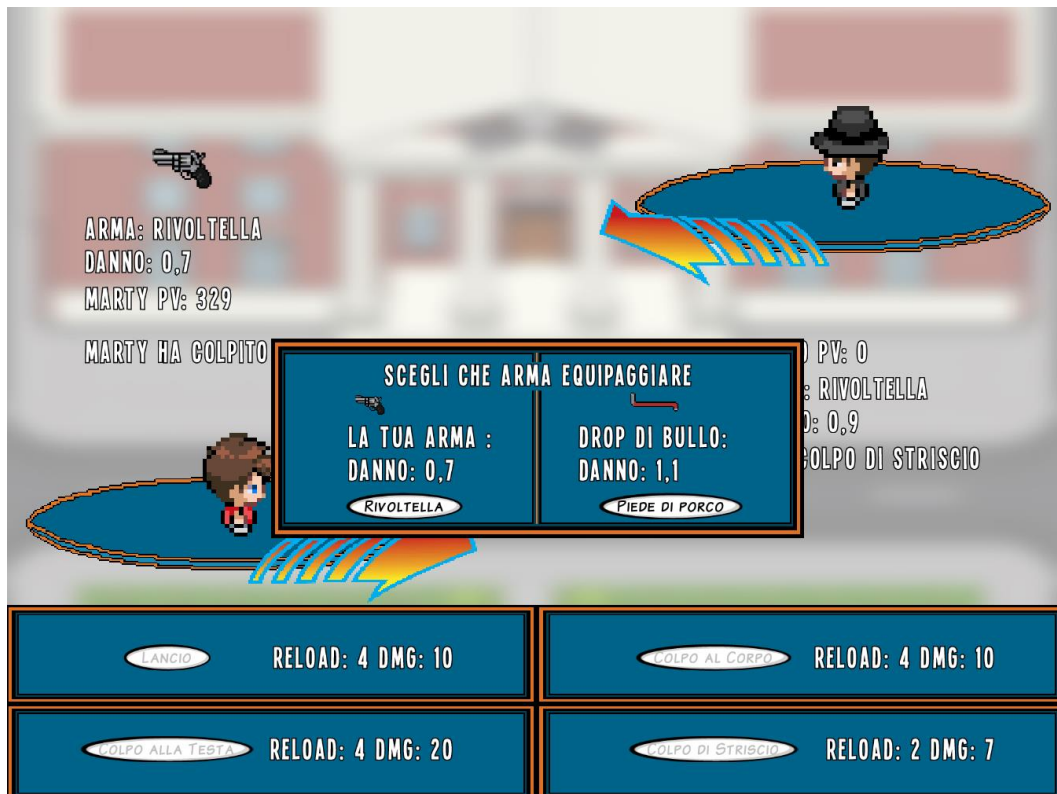 ARMA: RIVOLTELLA
DANNO: 0,7
MARTY PV: 329
MARTY HA COLPITO
PV: 0
: RIVOLTELLA
: 0,9
COLPO DI STRISCIO
SCEGLI CHE ARMA EQUIPAGGIARE
LA TUA ARMA :
DANNO: 0,7
RIVOLTELLA
DROP DI BULLO:
DANNO: 1,1
PIEDE DI PORCO
LANCIO RELOAD: 4 DMG: 10
COLPO AL CORPO RELOAD: 4 DMG: 10
COLPO ALLA TESTA RELOAD: 4 DMG: 20
COLPO DI STRISCIO RELOAD: 2 DMG: 7